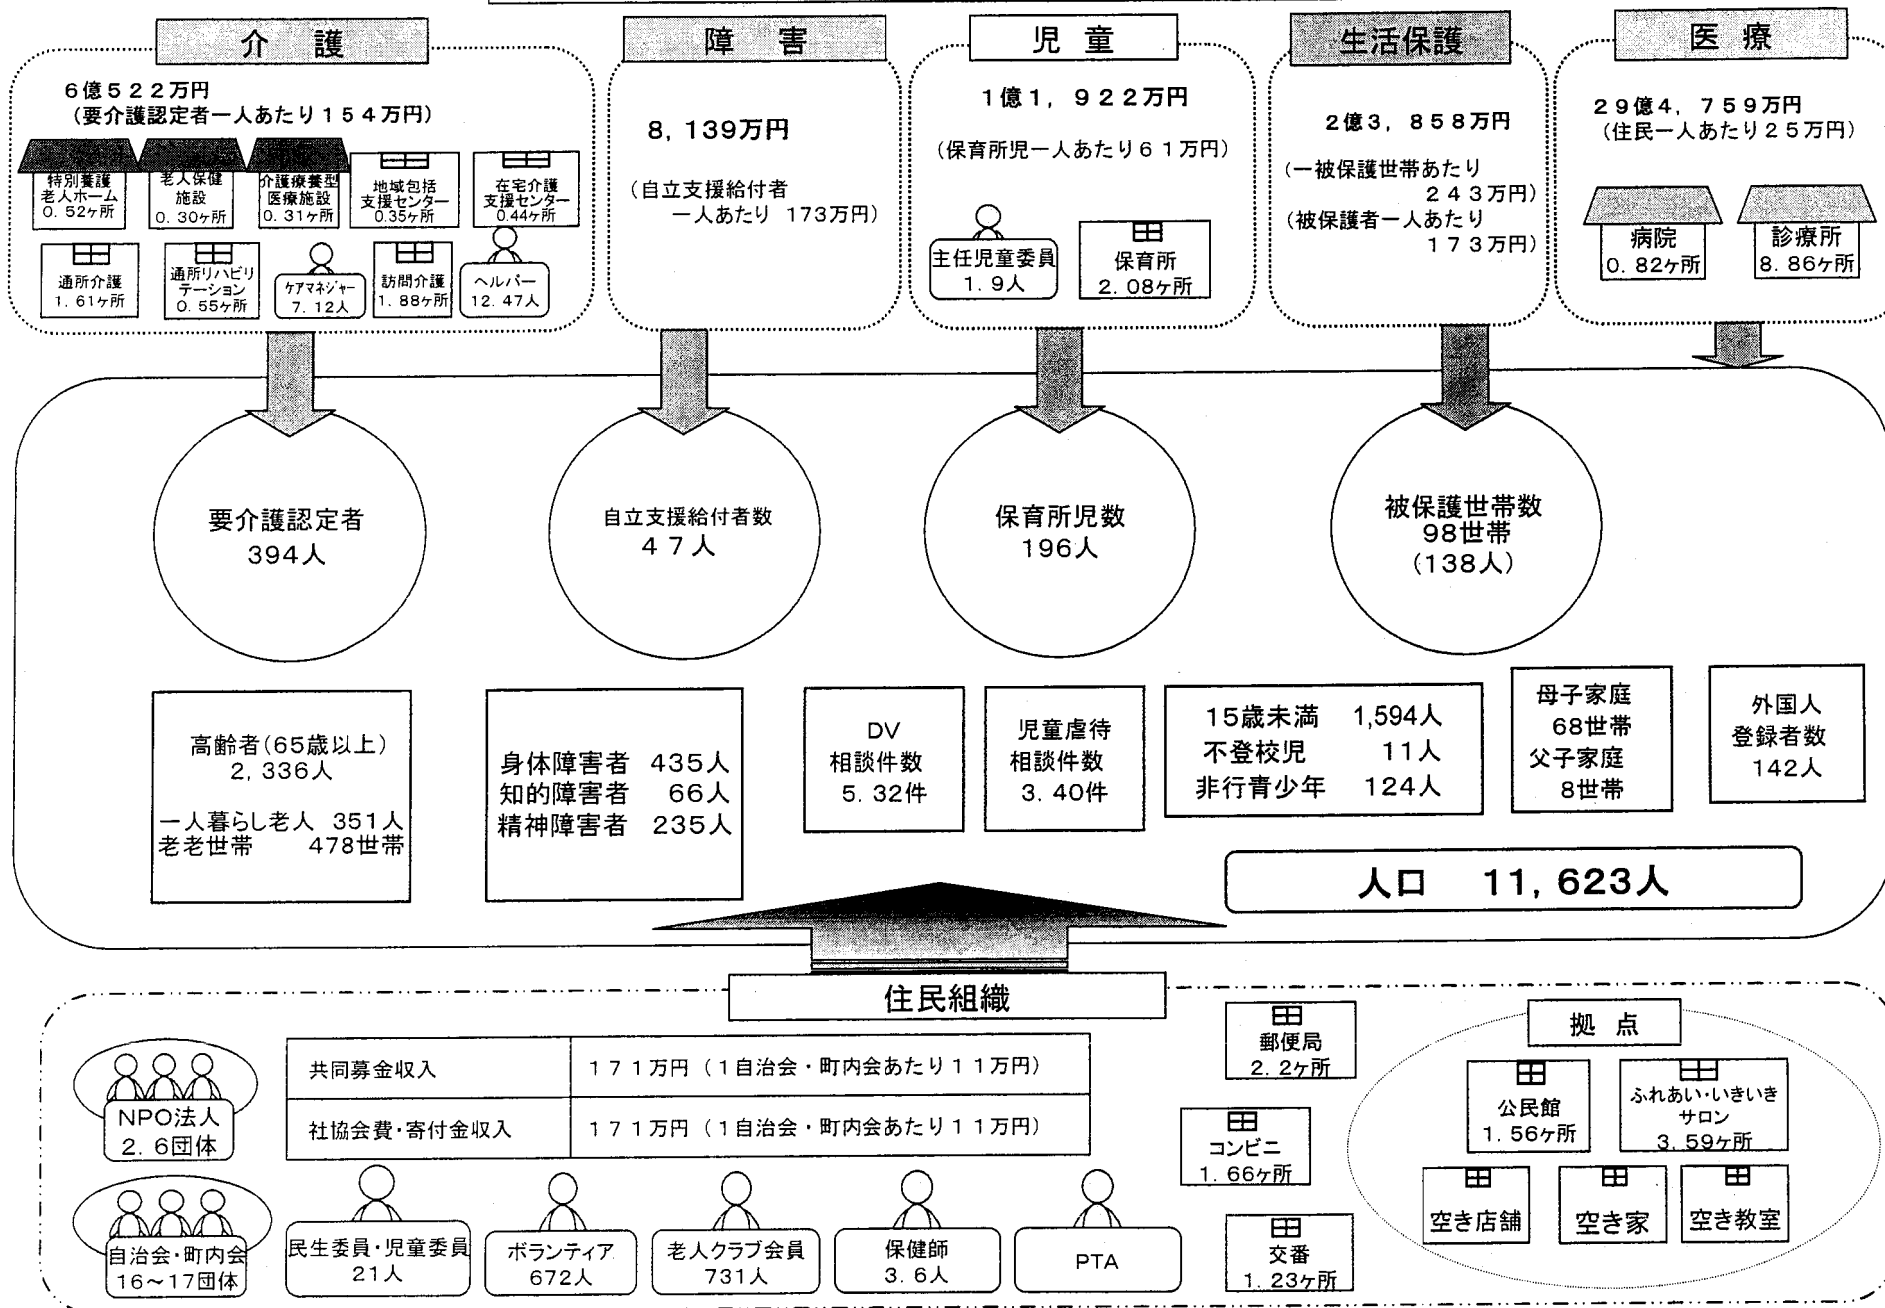 介 護
6億522万円
(要介護認定者一人あたり154万円)
特別養護
老人ホーム
0.52ヶ所
老人保健
施設
0.30ヶ所
介護療養型
医療施設
0.31ヶ所
地域包括
支援センター
0.35ヶ所
在宅介護
支援センター
0.44ヶ所
通所介護
1.61ヶ所
通所リハビリ
テーション
0.55ヶ所
ケアマネジャー
7.12人
訪問介護
1.88ヶ所
ヘルパー
12.47人
障 害
8,139万円
(自立支援給付者
一人あたり 173万円)
児 童
1億1,922万円
(保育所児一人あたり61万円)
主任児童委員
1.9人
保育所
2.08ヶ所
生活保護
2億3,858万円
(一被保護世帯あたり
243万円)
(被保護者一人あたり
173万円)
医 療
29億4,759万円
(住民一人あたり25万円)
病院
0.82ヶ所
診療所
8.86ヶ所
要介護認定者
394人
自立支援給付者数
47人
保育所児数
196人
被保護世帯数
98世帯
(138人)
高齢者(65歳以上)
2,336人
一人暮らし老人 351人
老老世帯 478世帯
身体障害者 435人
知的障害者 66人
精神障害者 235人
DV
相談件数
5.32件
児童虐待
相談件数
3.40件
15歳未満 1,594人
不登校児 11人
非行青少年 124人
母子家庭
68世帯
父子家庭
8世帯
外国人
登録者数
142人
人口 11,623人
住民組織
NPO法人
2.6団体
共同募金収入 171万円(1自治会・町内会あたり11万円)
社協会費・寄付金収入 171万円(1自治会・町内会あたり11万円)
自治会・町内会
16~17団体
民生委員・児童委員
21人
ボランティア
672人
老人クラブ会員
731人
保健師
3.6人
PTA
郵便局
2.2ヶ所
コンビニ
1.66ヶ所
交番
1.23ヶ所
拠 点
公民館
1.56ヶ所
ふれあい・いきいき
サロン
3.59ヶ所
空き店舗
空き家
空き教室